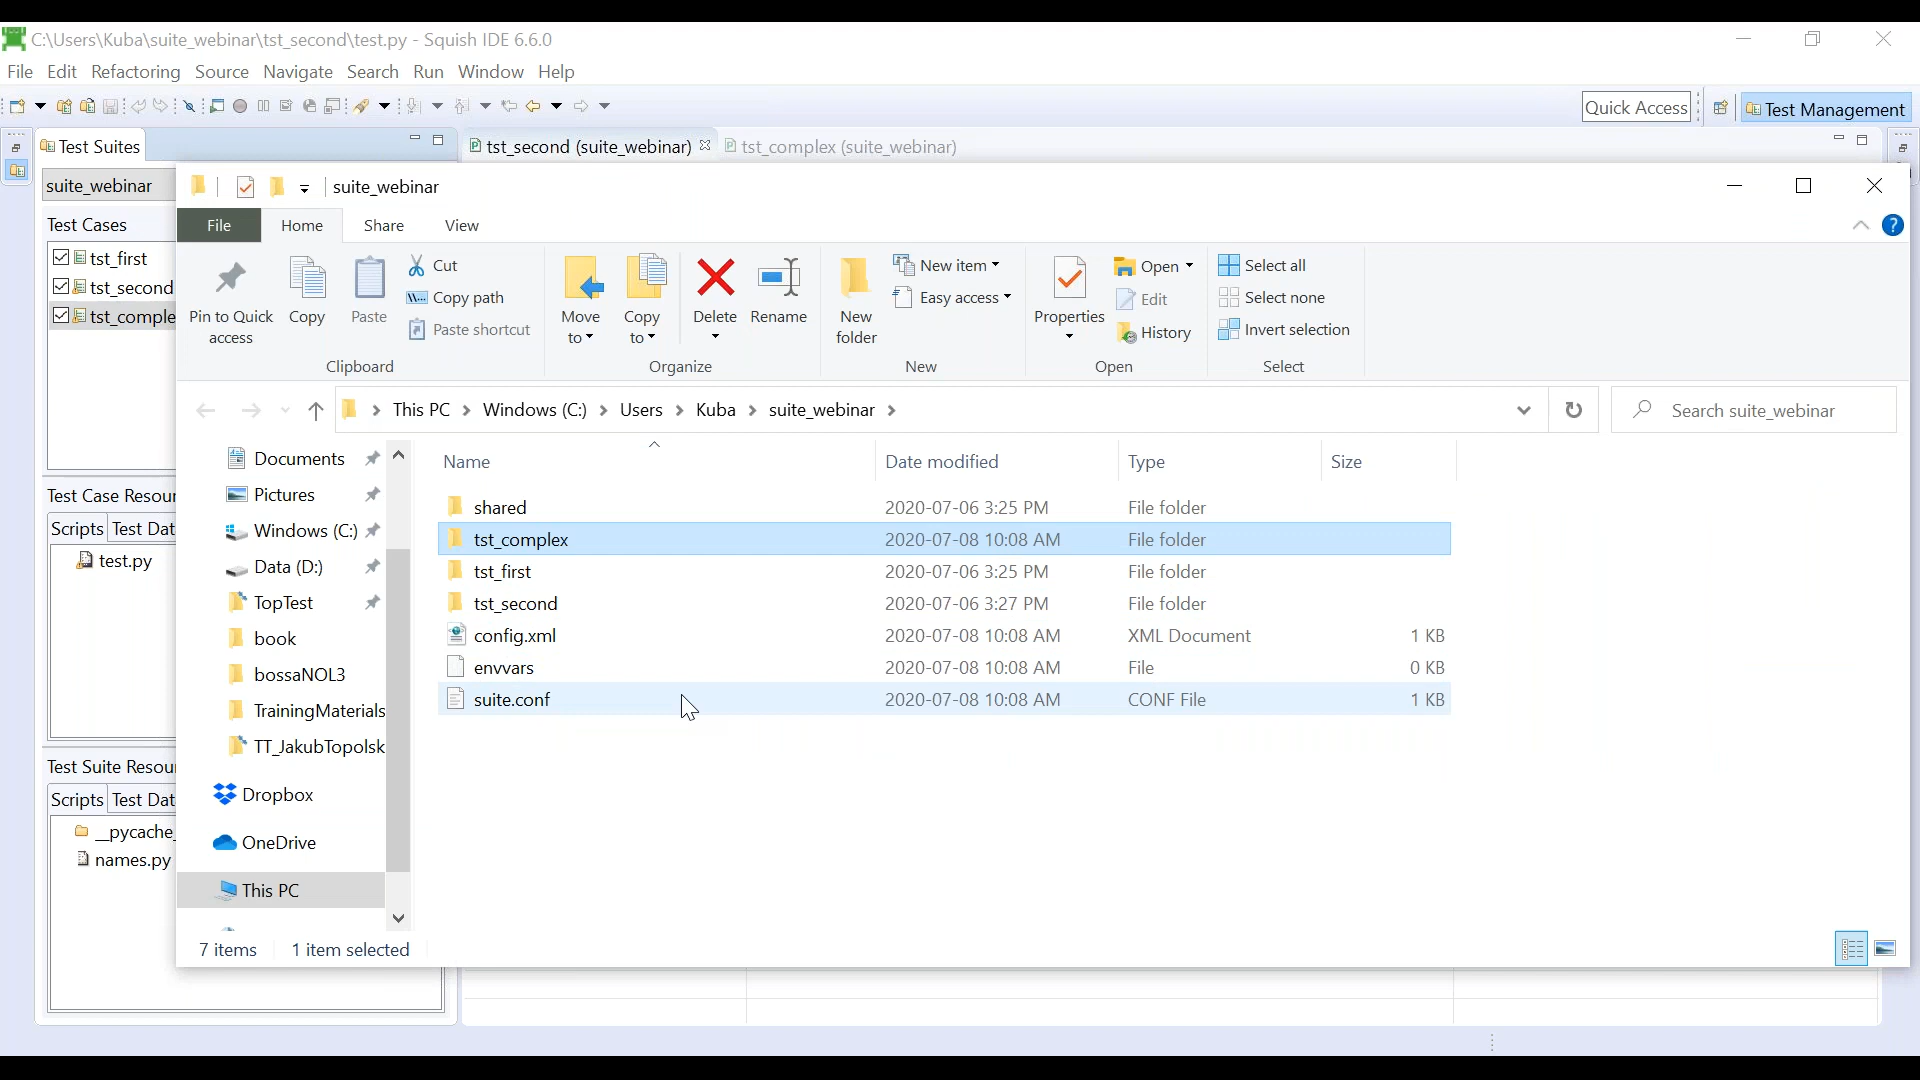 C:\Users\Kuba\suite_webinar\tst_second\test.py - Squish IDE 6.6.0
File Edit Refactoring Source Navigate Search Run Window Help
Quick Access
Test Management
Test Suites
tst_second (suite_webinar)
tst_complex (suite_webinar)
suite_webinar
Test Cases
tst_first
tst_second
tst_comple
Test Case Resour
Scripts Test Dat
test.py
Test Suite Resour
Scripts Test Dat
__pycache_
names.py
suite_webinar
File Home Share View
Pin to Quick access
Copy
Paste
Cut
Copy path
Paste shortcut
Clipboard
Move to
Copy to
Delete
Rename
Organize
New folder
New item
Easy access
New
Properties
Open
Edit
History
Open
Select all
Select none
Invert selection
Select
This PC > Windows (C:) > Users > Kuba > suite_webinar >
Search suite_webinar
Documents
Pictures
Windows (C:)
Data (D:)
TopTest
book
bossaNOL3
TrainingMaterials
TT_JakubTopolsk
Dropbox
OneDrive
This PC
Name Date modified Type Size
shared 2020-07-06 3:25 PM File folder
tst_complex 2020-07-08 10:08 AM File folder
tst_first 2020-07-06 3:25 PM File folder
tst_second 2020-07-06 3:27 PM File folder
config.xml 2020-07-08 10:08 AM XML Document 1 KB
envvars 2020-07-08 10:08 AM File 0 KB
suite.conf 2020-07-08 10:08 AM CONF File 1 KB
7 items 1 item selected